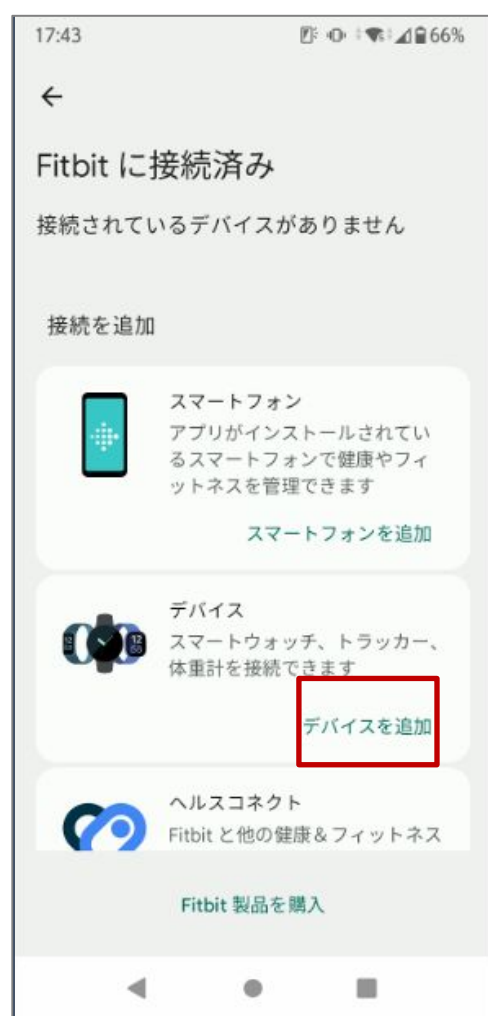 17:43
66%
Fitbit に接続済み
接続されているデバイスがありません
接続を追加
スマートフォン
アプリがインストールされてい
るスマートフォンで健康やフィ
ットネスを管理できます
スマートフォンを追加
デバイス
スマートウォッチ、トラッカー、
体重計を接続できます
デバイスを追加
ヘルスコネクト
Fitbit と他の健康＆フィットネス
Fitbit 製品を購入